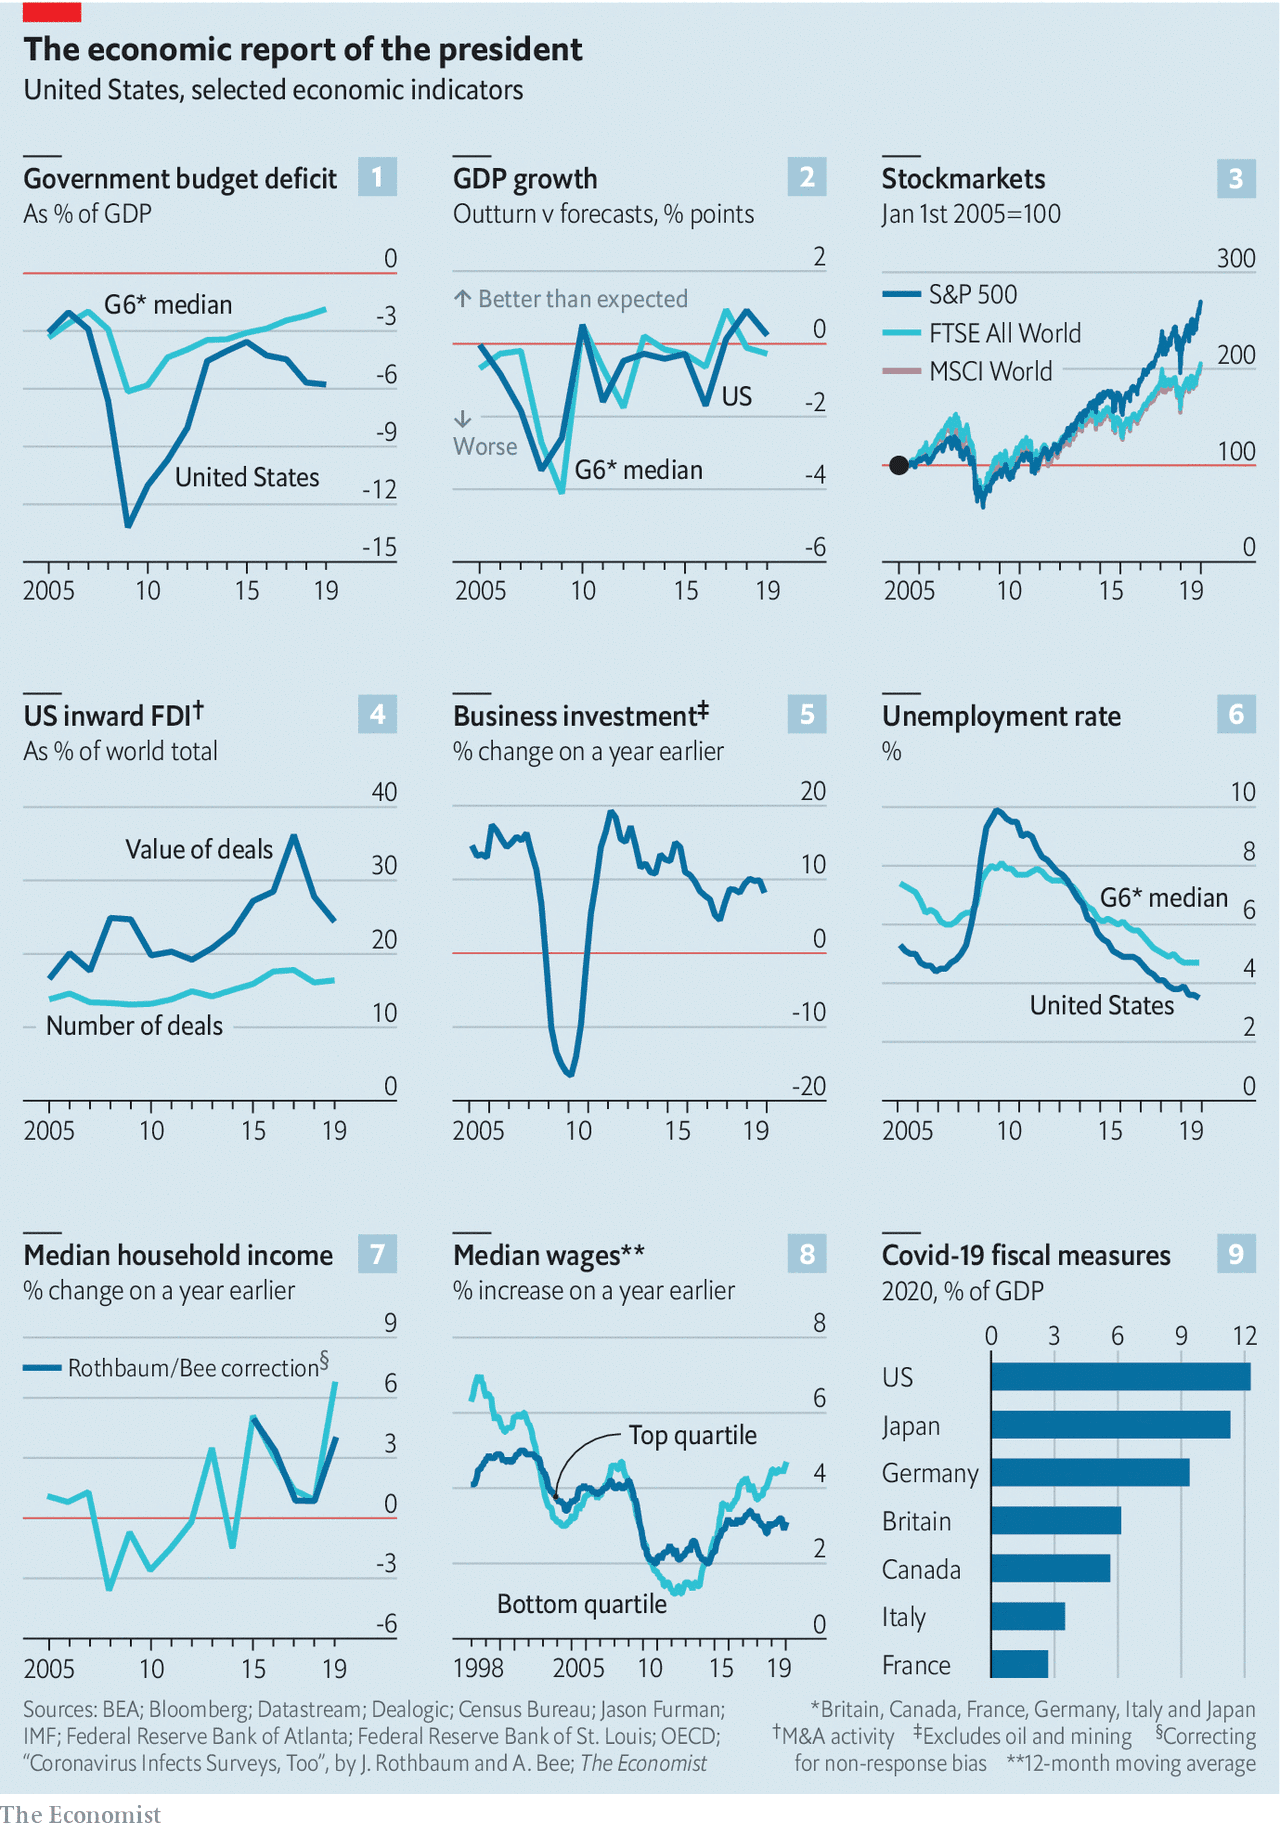 The economic report of the president
United States, selected economic indicators
Government budget deficit
1
As % of GDP
0
G6* median
-3
-6
-9
United States
-12
-15
2005
10
15
19
GDP growth
2
Outturn v forecasts, % points
2
↑ Better than expected
0
US
-2
↓
Worse
G6* median
-4
-6
2005
10
15
19
Stockmarkets
3
Jan 1st 2005=100
300
S&P 500
FTSE All World
MSCI World
200
100
0
2005
10
15
19
US inward FDI†
4
As % of world total
40
Value of deals
30
20
Number of deals
10
0
2005
10
15
19
Business investment‡
5
% change on a year earlier
20
10
0
-10
-20
2005
10
15
19
Unemployment rate
6
%
10
8
G6* median
6
4
United States
2
0
2005
10
15
19
Median household income
7
% change on a year earlier
9
Rothbaum/Bee correction§
6
3
0
-3
-6
2005
10
15
19
Median wages**
8
% increase on a year earlier
8
6
Top quartile
4
2
Bottom quartile
0
1998
2005
10
15
19
Covid-19 fiscal measures
9
2020, % of GDP
0 3 6 9 12
US
Japan
Germany
Britain
Canada
Italy
France
Sources: BEA; Bloomberg; Datastream; Dealogic; Census Bureau; Jason Furman;
IMF; Federal Reserve Bank of Atlanta; Federal Reserve Bank of St. Louis; OECD;
“Coronavirus Infects Surveys, Too”, by J. Rothbaum and A. Bee; The Economist
*Britain, Canada, France, Germany, Italy and Japan
†M&A activity ‡Excludes oil and mining §Correcting
for non-response bias **12-month moving average
The Economist